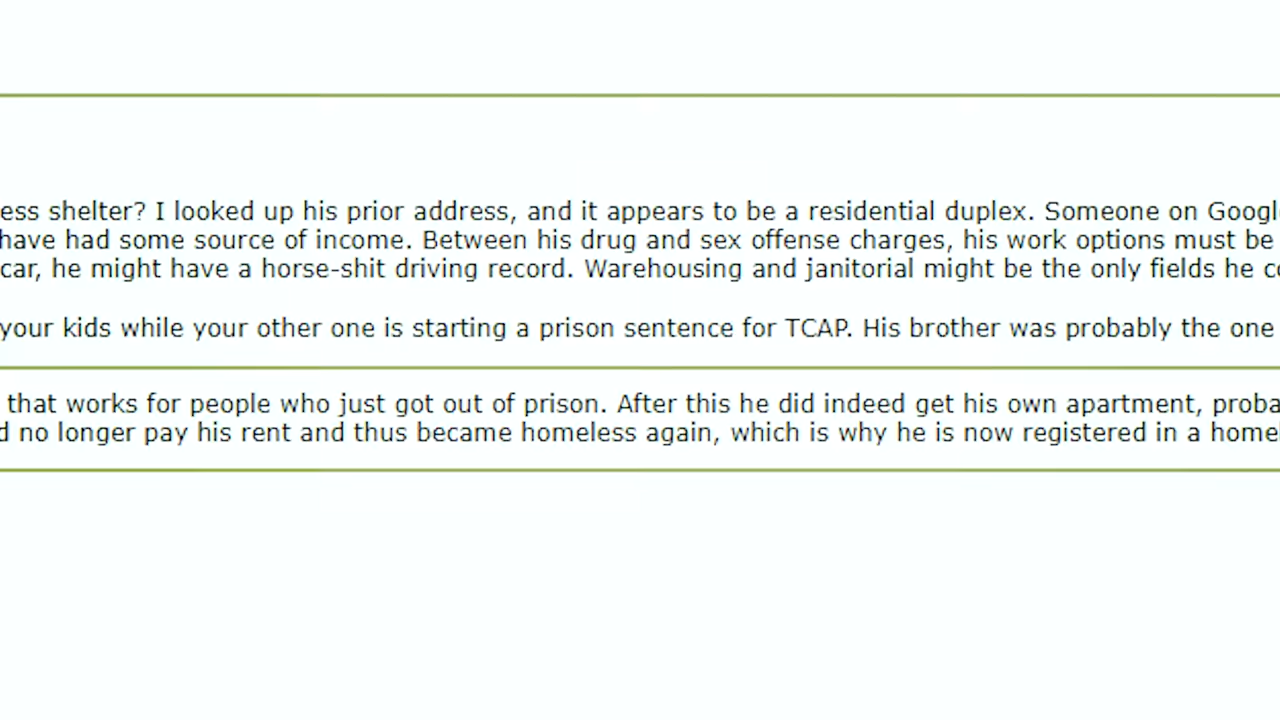 ess shelter? I looked up his prior address, and it appears to be a residential duplex. Someone on Googl
have had some source of income. Between his drug and sex offense charges, his work options must be
car, he might have a horse-shit driving record. Warehousing and janitorial might be the only fields he c
your kids while your other one is starting a prison sentence for TCAP. His brother was probably the one
that works for people who just got out of prison. After this he did indeed get his own apartment, proba
d no longer pay his rent and thus became homeless again, which is why he is now registered in a home